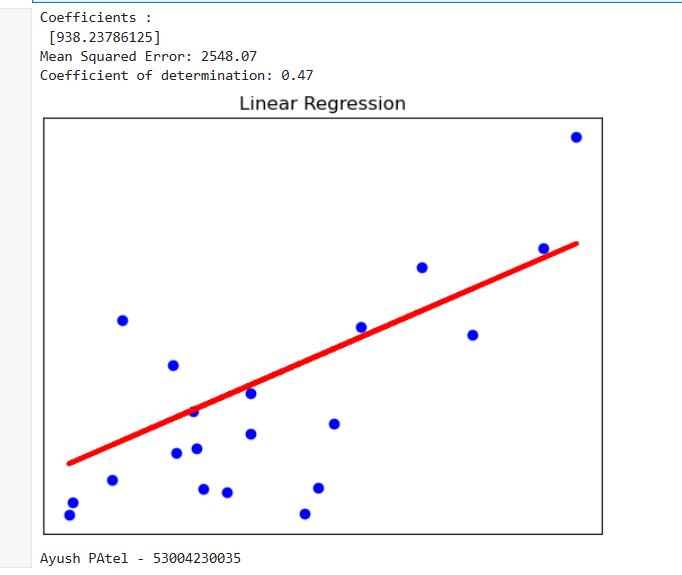 Coefficients :
[938.23786125]
Mean Squared Error: 2548.07
Coefficient of determination: 0.47
Linear Regression
Ayush PAtel - 53004230035